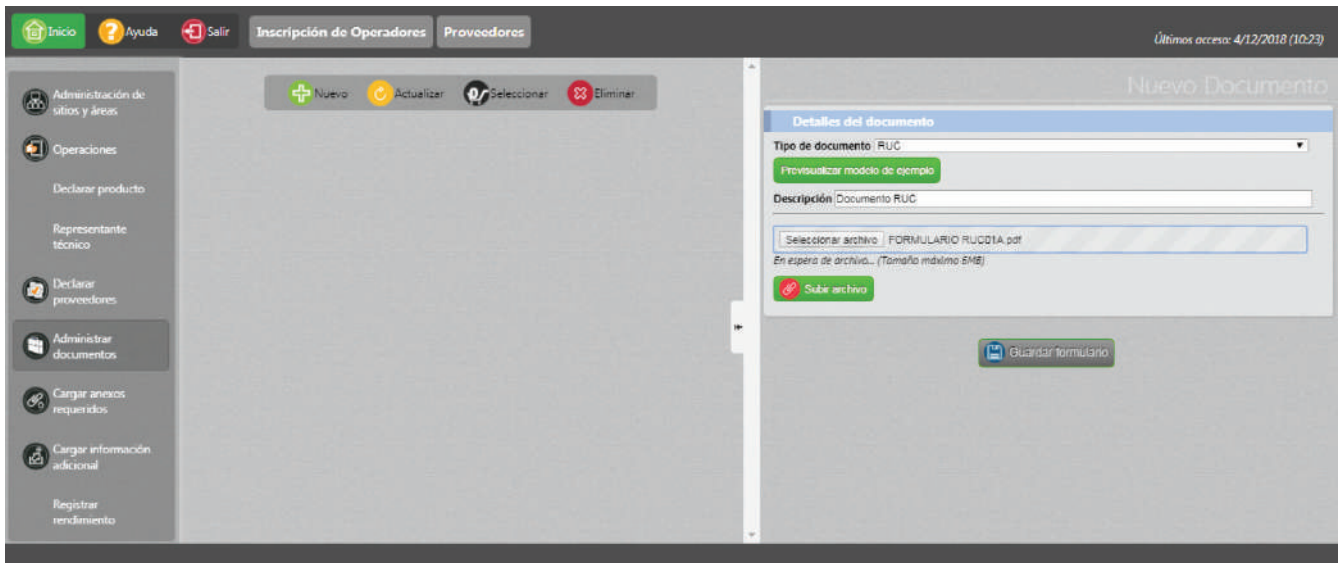 Inicio
Ayuda
Salir
Inscripción de Operadores
Proveedores
Últimos acceso: 4/12/2018 (10:23)
Administración de
sitios y áreas
Operaciones
Declarar producto
Representante
técnico
Declarar
proveedores
Administrar
documentos
Cargar anexos
requeridos
Cargar información
adicional
Registrar
rendimiento
Nuevo
Actualizar
Seleccionar
Eliminar
Nuevo Documento
Detalles del documento
Tipo de documento RUC
Previsualizar modelo de ejemplo
Descripción Documento RUC
Seleccionar archivo FORMULARIO RUC01A.pdf
En espera de archivo... (Tamaño máximo 6MB)
Subir archivo
Guardar formulario